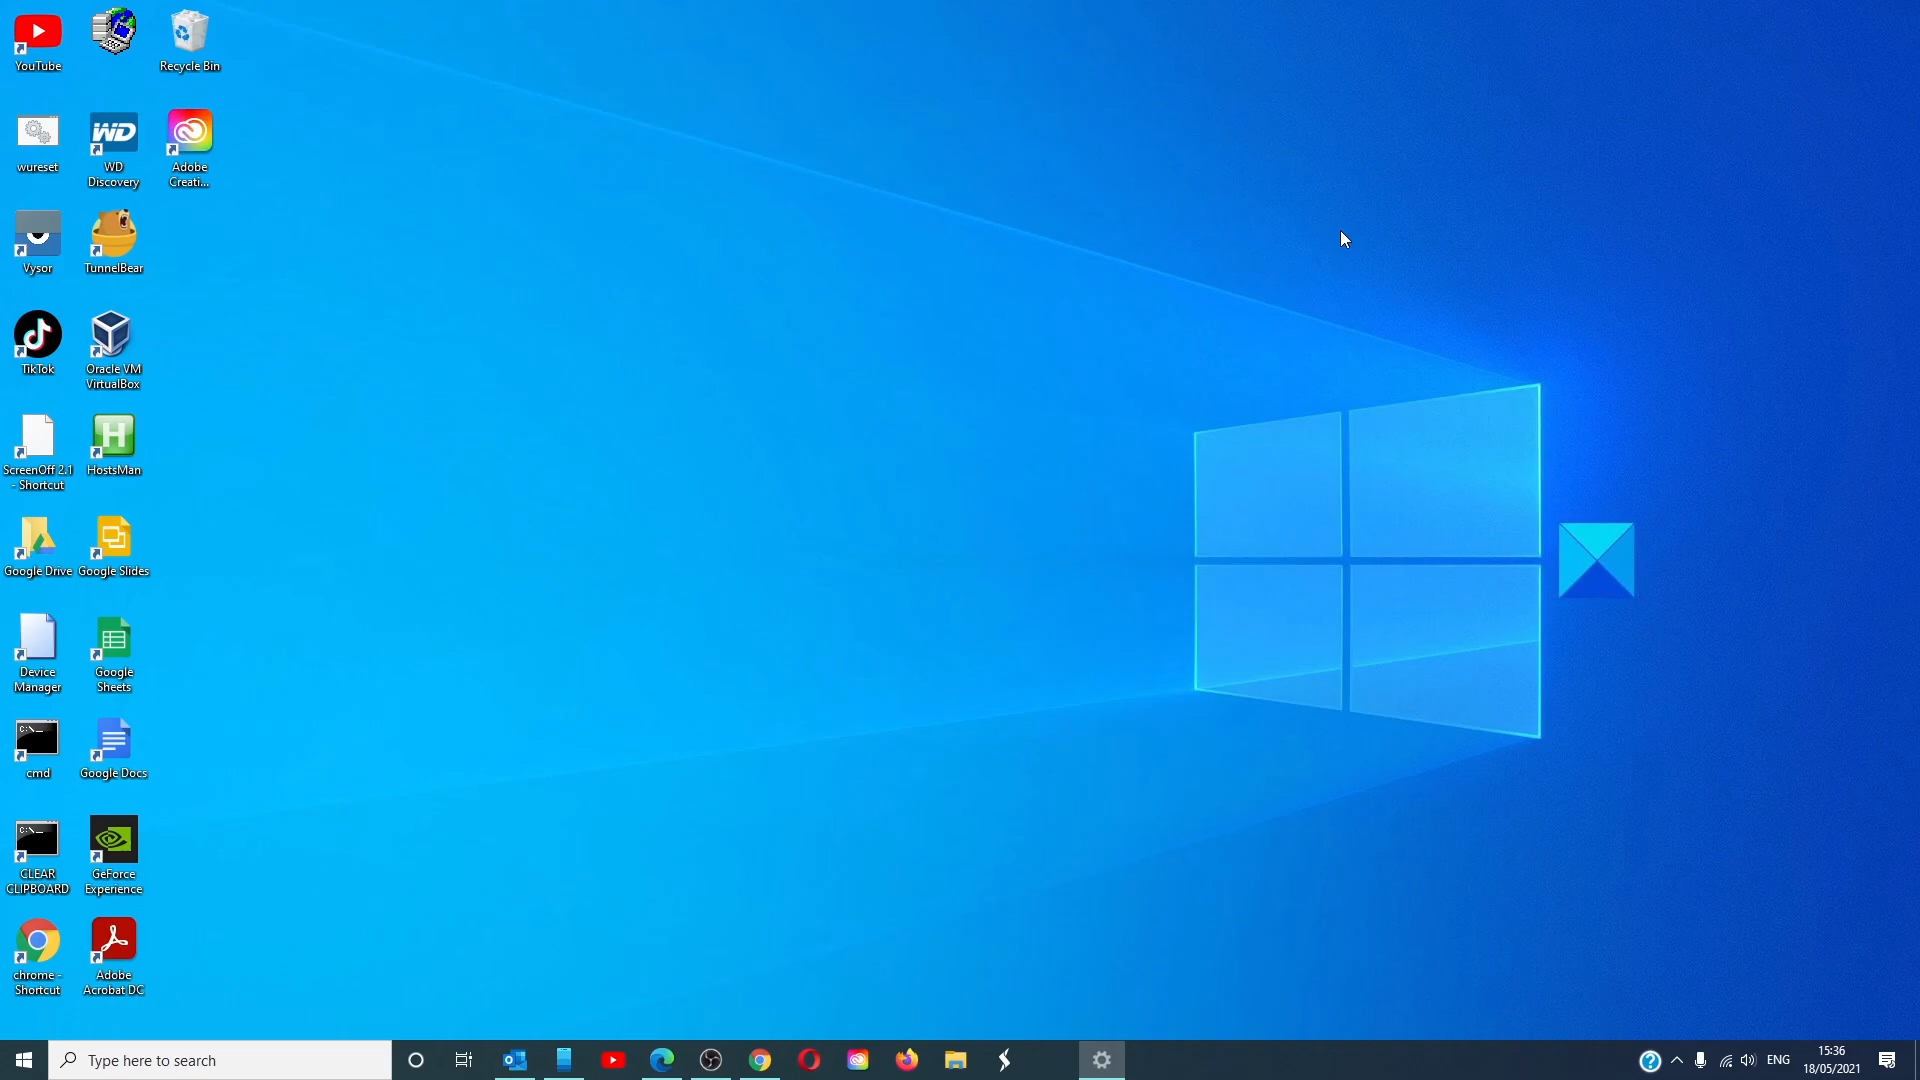 YouTube
Recycle Bin
wureset
WD
Discovery
Adobe
Creati...
Vysor
TunnelBear
TikTok
Oracle VM
VirtualBox
ScreenOff 2.1
- Shortcut
HostsMan
Google Drive
Google Slides
Device
Manager
Google
Sheets
cmd
Google Docs
CLEAR
CLIPBOARD
GeForce
Experience
chrome -
Shortcut
Adobe
Acrobat DC
WD
H
C:\_
C:\_
Type here to search
ENG
15:36
18/05/2021